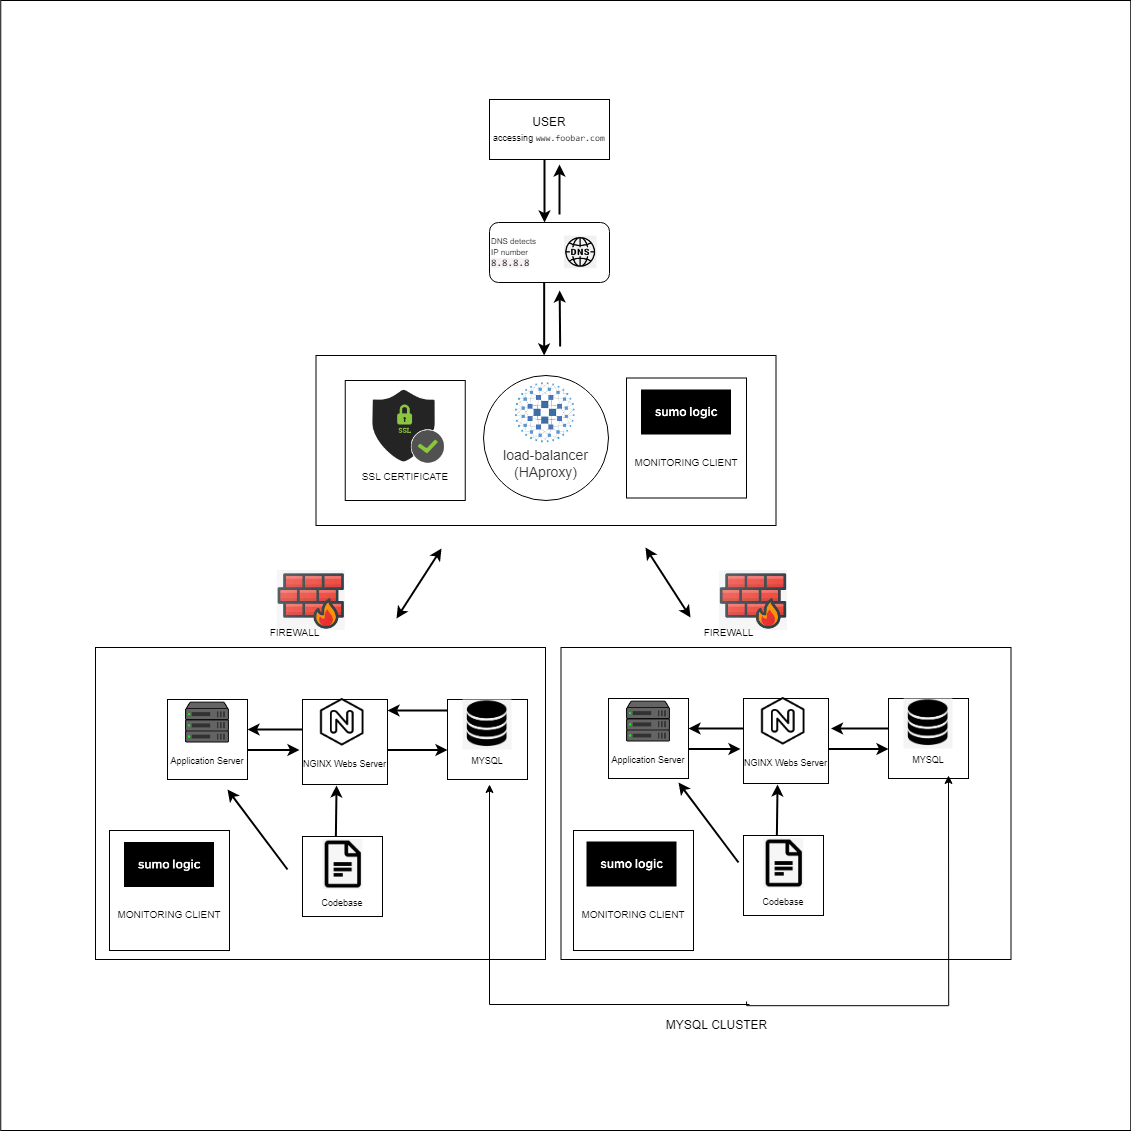 USER
accessing www.foobar.com
DNS detects
IP number
8.8.8.8
DNS
SSL
SSL CERTIFICATE
load-balancer
(HAproxy)
sumo logic
MONITORING CLIENT
FIREWALL
FIREWALL
Application Server
N
NGINX Webs Server
MYSQL
sumo logic
MONITORING CLIENT
Codebase
Application Server
N
NGINX Webs Server
MYSQL
sumo logic
MONITORING CLIENT
Codebase
MYSQL CLUSTER